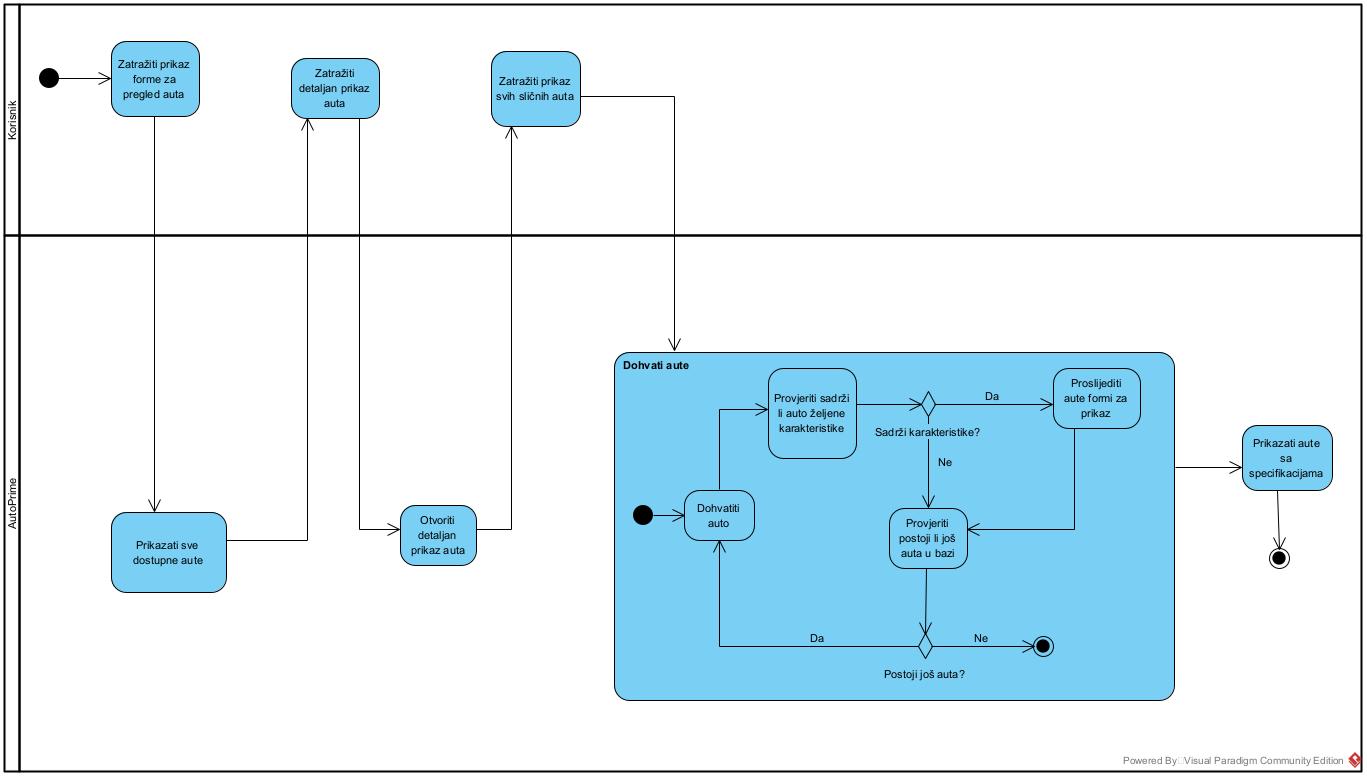 Korisnik
Zatražiti prikaz
forme za
pregled auta
Zatražiti
detaljan prikaz
auta
Zatražiti prikaz
svih sličnih auta
AutoPrime
Prikazati sve
dostupne aute
Otvoriti
detaljan
prikaz auta
Dohvati aute
Dohvatiti
auto
Provjeriti sadrži
li auto željene
karakteristike
Sadrži karakteristike?
Da
Ne
Proslijediti
aute formi za
prikaz
Provjeriti
postoji li još
auta u bazi
Da
Ne
Postoji još auta?
Prikazati aute
sa
specifikacijama
Powered By Visual Paradigm Community Edition